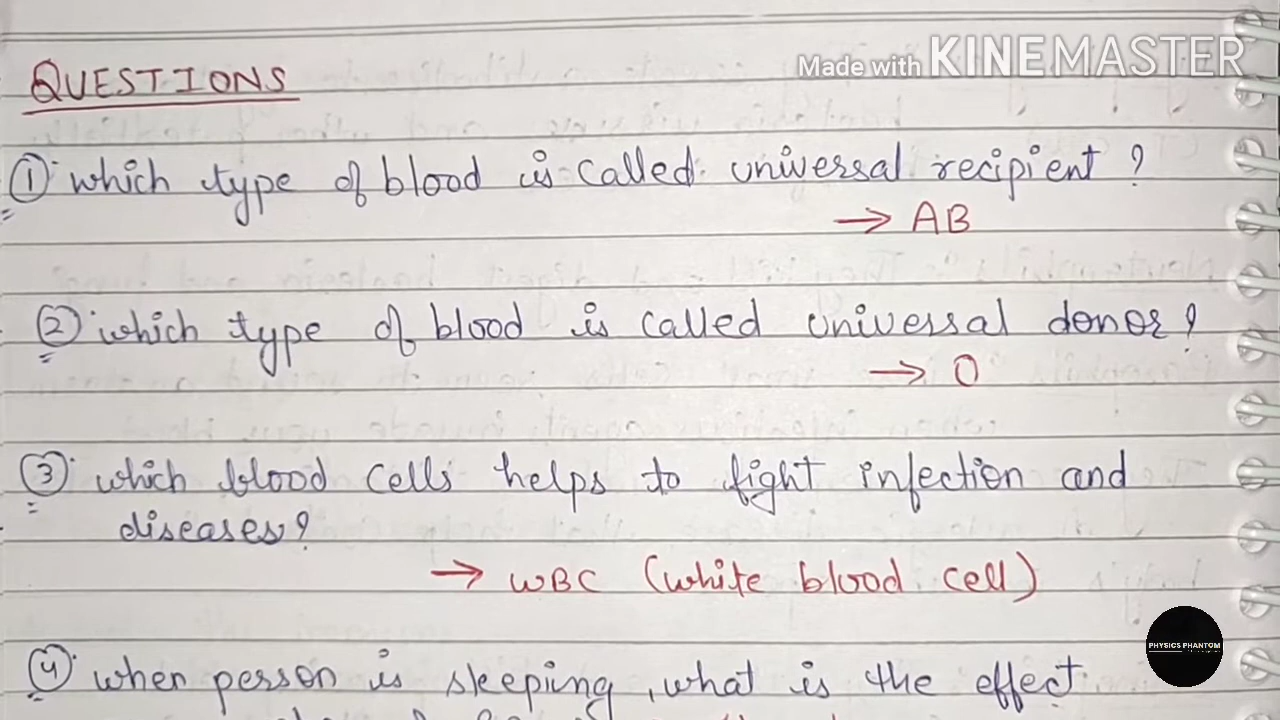 Made with KINEMASTER
QUESTIONS
① which type of blood is called universal recipient ?
→ AB
② which type of blood is called universal donor?
→ O
③ which blood cells helps to fight infection and
diseases?
→ WBC (white blood cell)
④ when person is sleeping, what is the effect
PHYSICS PHANTOM